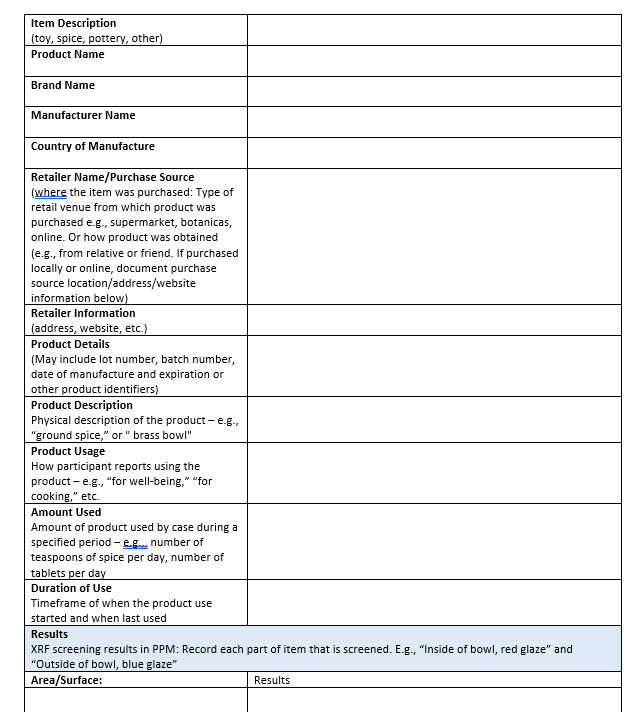 Item Description
(toy, spice, pottery, other)
Product Name
Brand Name
Manufacturer Name
Country of Manufacture
Retailer Name/Purchase Source
(where the item was purchased: Type of
retail venue from which product was
purchased e.g., supermarket, botanicas,
online. Or how product was obtained
(e.g., from relative or friend. If purchased
locally or online, document purchase
source location/address/website
information below)
Retailer Information
(address, website, etc.)
Product Details
(May include lot number, batch number,
date of manufacture and expiration or
other product identifiers)
Product Description
Physical description of the product – e.g.,
“ground spice,” or " brass bowl"
Product Usage
How participant reports using the
product – e.g., “for well-being,” “for
cooking,” etc.
Amount Used
Amount of product used by case during a
specified period – e.g.,, number of
teaspoons of spice per day, number of
tablets per day
Duration of Use
Timeframe of when the product use
started and when last used
Results
XRF screening results in PPM: Record each part of item that is screened. E.g., “Inside of bowl, red glaze” and
“Outside of bowl, blue glaze”
Area/Surface: Results